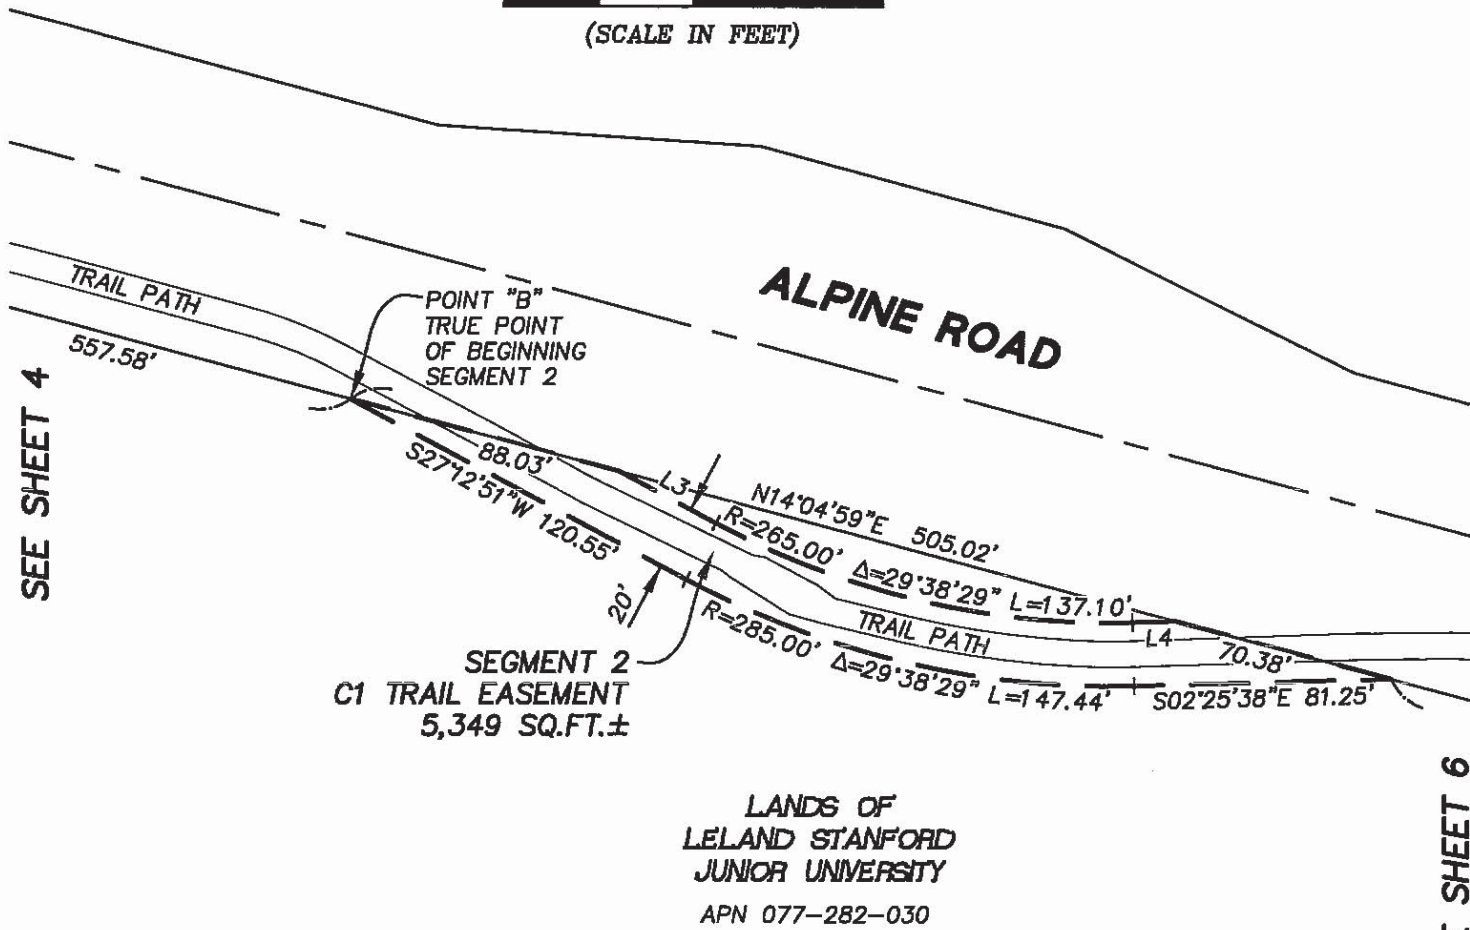 (SCALE IN FEET)
ALPINE ROAD
TRAIL PATH
557.58'
SEE SHEET 4
POINT "B"
TRUE POINT
OF BEGINNING
SEGMENT 2
88.03'
S27°12'51"W 120.55'
L3
N14°04'59"E 505.02'
R=265.00' Δ=29°38'29" L=137.10'
20'
R=285.00' Δ=29°38'29" L=147.44'
TRAIL PATH
L4
70.38'
S02°25'38"E 81.25'
SEGMENT 2
C1 TRAIL EASEMENT
5,349 SQ.FT.±
LANDS OF
LELAND STANFORD
JUNIOR UNIVERSITY
APN 077-282-030
SHEET 6